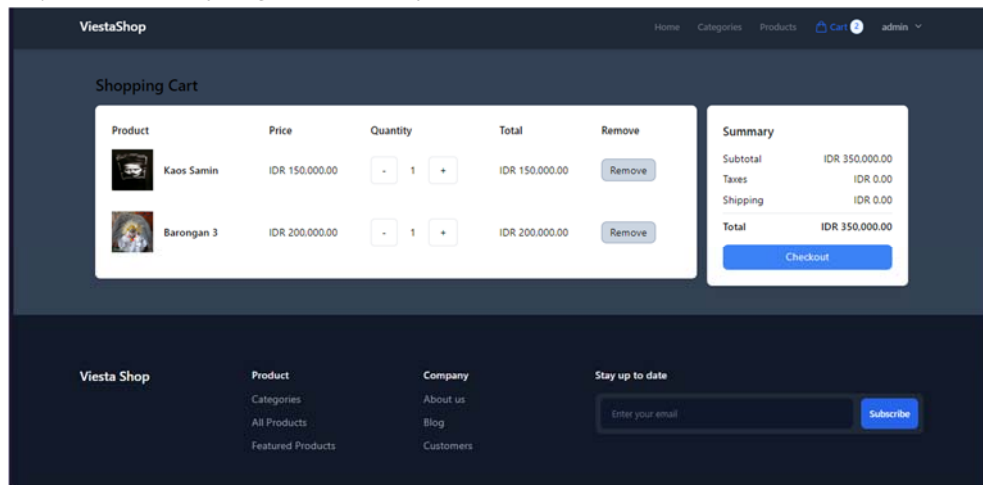 ViestaShop Home Categories Products Cart 2 admin
Shopping Cart
Product Price Quantity Total Remove
Kaos Samin IDR 150,000.00 - 1 + IDR 150,000.00 Remove
Barongan 3 IDR 200,000.00 - 1 + IDR 200,000.00 Remove
Summary
Subtotal IDR 350,000.00
Taxes IDR 0.00
Shipping IDR 0.00
Total IDR 350,000.00
Checkout
Viesta Shop
Product
Categories
All Products
Featured Products
Company
About us
Blog
Customers
Stay up to date
Enter your email Subscribe